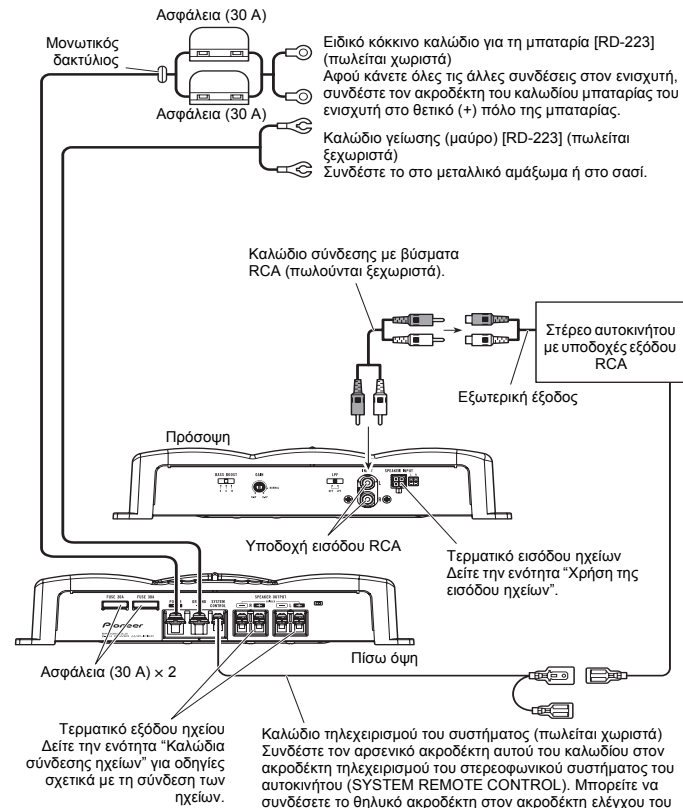 Ασφάλεια (30 A)
Μονωτικός
δακτύλιος
Ασφάλεια (30 A)
Ειδικό κόκκινο καλώδιο για τη μπαταρία [RD-223]
(πωλείται χωριστά)
Αφού κάνετε όλες τις άλλες συνδέσεις στον ενισχυτή,
συνδέστε τον ακροδέκτη του καλωδίου μπαταρίας του
ενισχυτή στο θετικό (+) πόλο της μπαταρίας.
Καλώδιο γείωσης (μαύρο) [RD-223] (πωλείται
ξεχωριστά)
Συνδέστε το στο μεταλλικό αμάξωμα ή στο σασί.
Καλώδιο σύνδεσης με βύσματα
RCA (πωλούνται ξεχωριστά).
Στέρεο αυτοκινήτου
με υποδοχές εξόδου
RCA
Εξωτερική έξοδος
Πρόσοψη
BASS BOOST
GAIN
LPF
SPEAKER INPUT
Υποδοχή εισόδου RCA
Τερματικό εισόδου ηχείων
Δείτε την ενότητα “Χρήση της
εισόδου ηχείων”.
FUSE 30A FUSE 30A
SYSTEM
CONTROL
SPEAKER OUTPUT
Pioneer
Ασφάλεια (30 A) × 2
Πίσω όψη
Τερματικό εξόδου ηχείου
Δείτε την ενότητα “Καλώδια
σύνδεσης ηχείων” για οδηγίες
σχετικά με τη σύνδεση των
ηχείων.
Καλώδιο τηλεχειρισμού του συστήματος (πωλείται χωριστά)
Συνδέστε τον αρσενικό ακροδέκτη αυτού του καλωδίου στον
ακροδέκτη τηλεχειρισμού του στερεοφωνικού συστήματος του
αυτοκινήτου (SYSTEM REMOTE CONTROL). Μπορείτε να
συνδέσετε το θηλυκό ακροδέκτη στον ακροδέκτη ελέγχου του